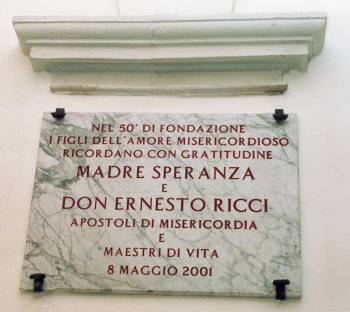 NEL 50° DI FONDAZIONE
I FIGLI DELL'AMORE MISERICORDIOSO
RICORDANO CON GRATITUDINE
MADRE SPERANZA
E
DON ERNESTO RICCI
APOSTOLI DI MISERICORDIA
E
MAESTRI DI VITA
8 MAGGIO 2001